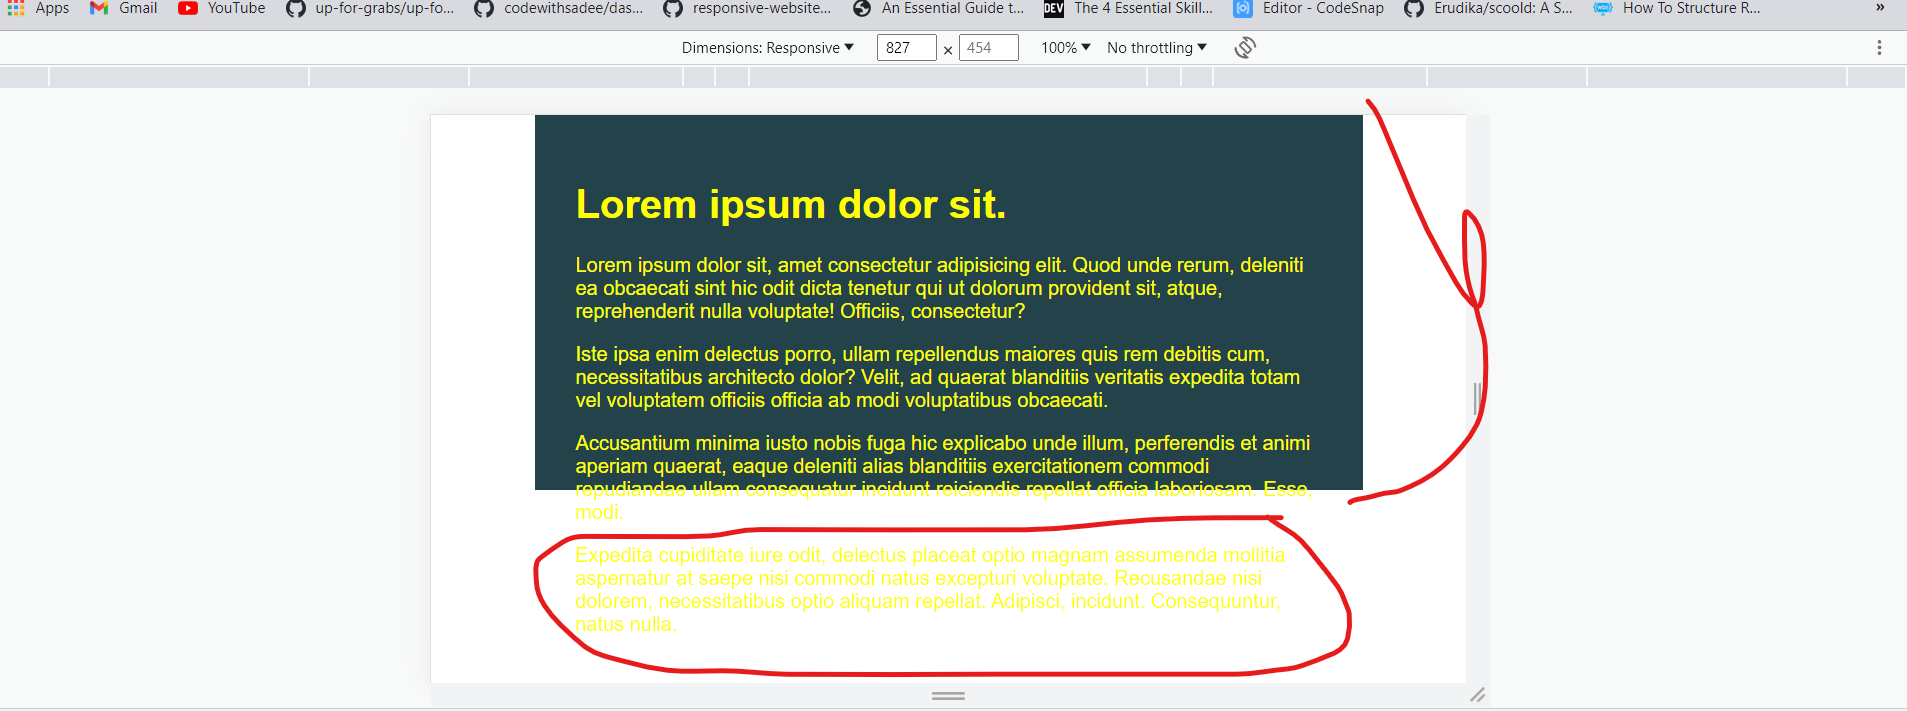 Apps Gmail YouTube up-for-grabs/up-fo... codewithsadee/das... responsive-website... An Essential Guide t... DEV The 4 Essential Skill... Editor - CodeSnap Erudika/scoold: A S... How To Structure R... »
Dimensions: Responsive 827 × 454 100% No throttling
Lorem ipsum dolor sit.
Lorem ipsum dolor sit, amet consectetur adipisicing elit. Quod unde rerum, deleniti
ea obcaecati sint hic odit dicta tenetur qui ut dolorum provident sit, atque,
reprehenderit nulla voluptate! Officiis, consectetur?
Iste ipsa enim delectus porro, ullam repellendus maiores quis rem debitis cum,
necessitatibus architecto dolor? Velit, ad quaerat blanditiis veritatis expedita totam
vel voluptatem officiis officia ab modi voluptatibus obcaecati.
Accusantium minima iusto nobis fuga hic explicabo unde illum, perferendis et animi
aperiam quaerat, eaque deleniti alias blanditiis exercitationem commodi
repudiandae ullam consequatur incidunt reiciendis repellat officia laboriosam. Esse,
modi.
Expedita cupiditate iure odit, delectus placeat optio magnam assumenda mollitia
aspernatur at saepe nisi commodi natus excepturi voluptate. Recusandae nisi
dolorem, necessitatibus optio aliquam repellat. Adipisci, incidunt. Consequuntur,
natus nulla.